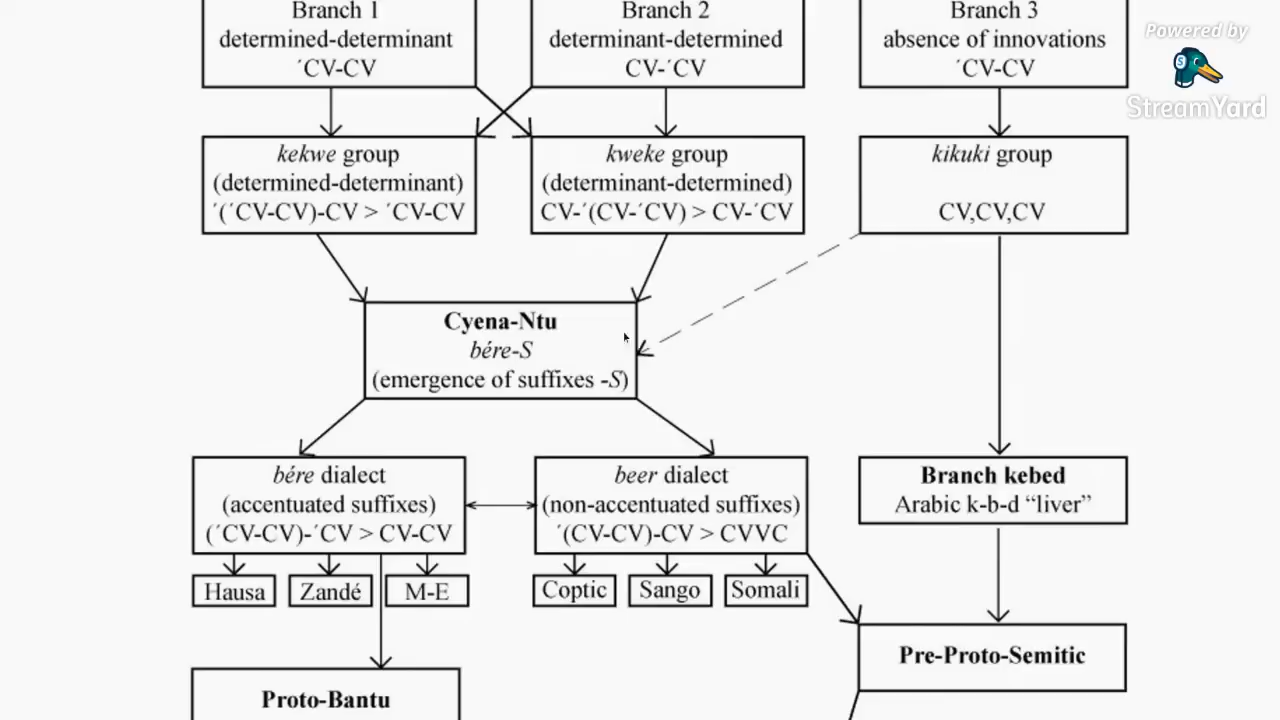 Branch 1
determined-determinant
´CV-CV
Branch 2
determinant-determined
CV-´CV
Branch 3
absence of innovations
´CV-CV
Powered by
StreamYard
kekwe group
(determined-determinant)
´(´CV-CV)-CV > ´CV-CV
kweke group
(determinant-determined)
CV-´(CV-´CV) > CV-´CV
kikuki group
CV,CV,CV
Cyena-Ntu
bére-S
(emergence of suffixes -S)
bére dialect
(accentuated suffixes)
(´CV-CV)-´CV > CV-CV
beer dialect
(non-accentuated suffixes)
´(CV-CV)-CV > CVVC
Branch kebed
Arabic k-b-d “liver”
Hausa
Zandé
M-E
Coptic
Sango
Somali
Pre-Proto-Semitic
Proto-Bantu